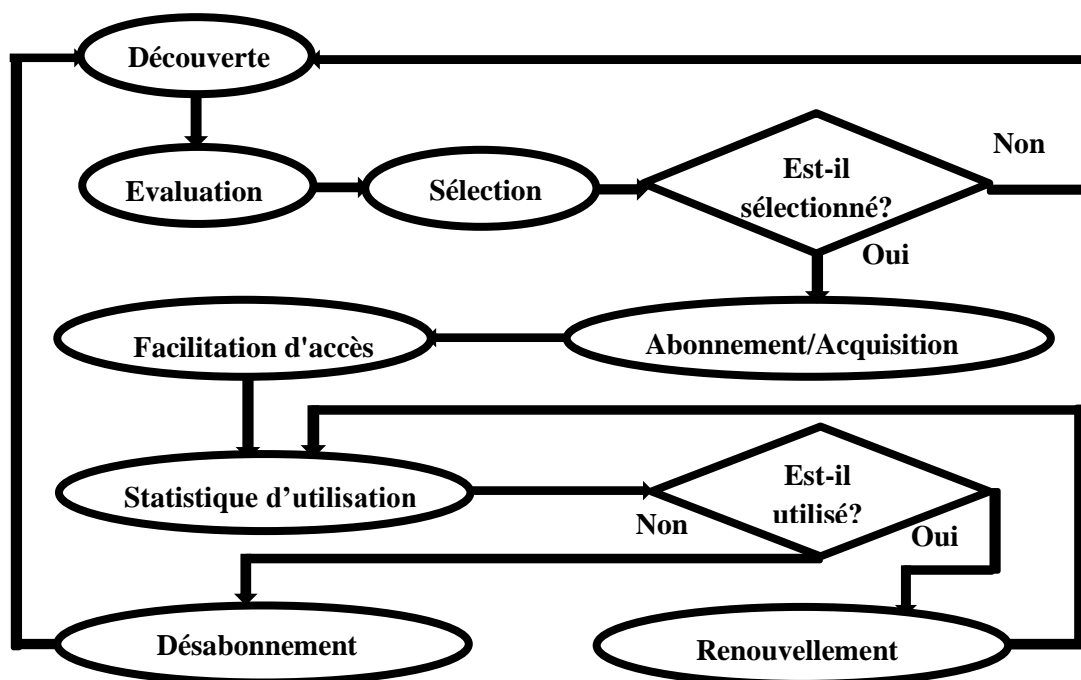 Découverte
Non
Evaluation
Sélection
Est-il
sélectionné?
Oui
Facilitation d'accès
Abonnement/Acquisition
Statistique d’utilisation
Est-il
utilisé?
Non
Oui
Désabonnement
Renouvellement